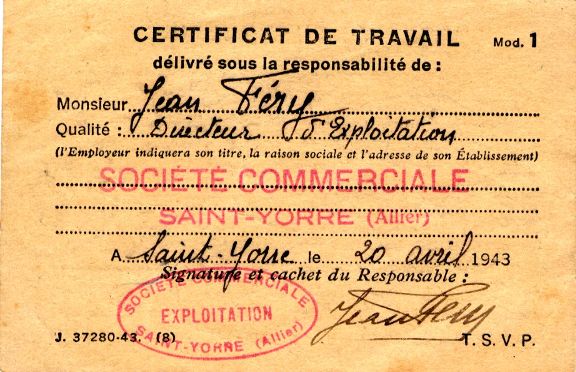 CERTIFICAT DE TRAVAIL Mod. 1
délivré sous la responsabilité de :
Monsieur Jean Féry
Qualité : Directeur d'Exploitation
(l'Employeur indiquera son titre, la raison sociale et l'adresse de son Établissement)
SOCIÉTÉ COMMERCIALE
SAINT-YORRE (Allier)
A Saint-Yorre le 20 avril 1943
Signature et cachet du Responsable :
SOCIÉTÉ COMMERCIALE
EXPLOITATION
SAINT-YORRE (Allier)
Jean Féry
J. 37280-43. (8) T. S. V. P.